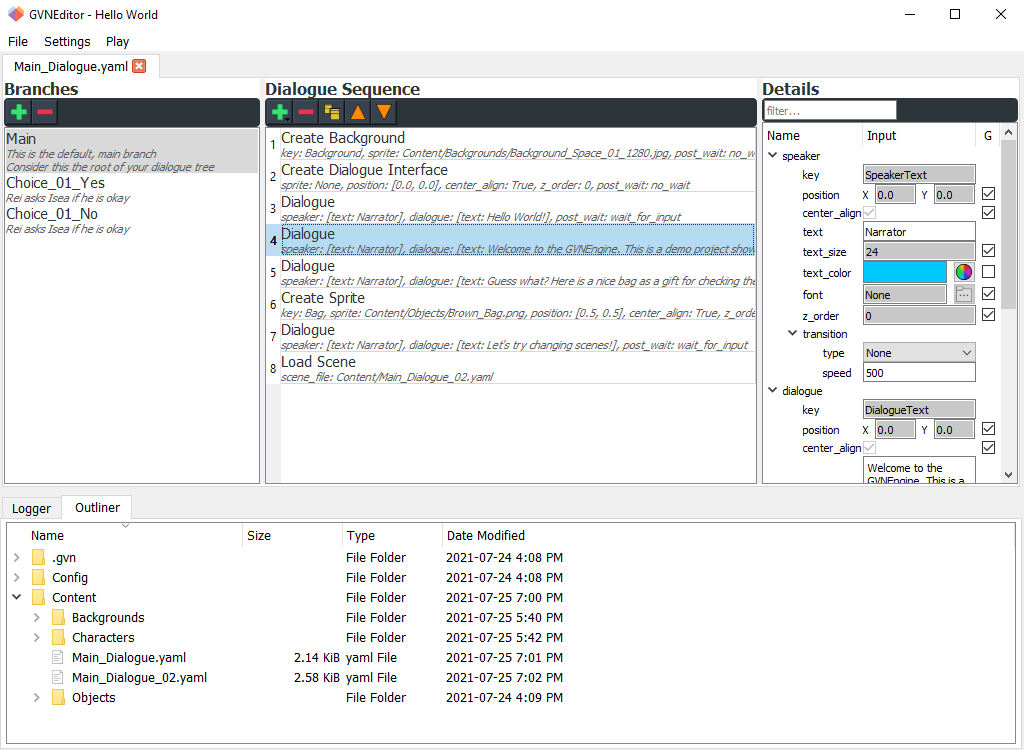 GVNEditor - Hello World
File Settings Play
Main_Dialogue.yaml
Branches
Main
This is the default, main branch
Consider this the root of your dialogue tree
Choice_01_Yes
Rei asks Isea if he is okay
Choice_01_No
Rei asks Isea if he is okay
Dialogue Sequence
1 Create Background
key: Background, sprite: Content/Backgrounds/Background_Space_01_1280.jpg, post_wait: no_w
2 Create Dialogue Interface
sprite: None, position: [0.0, 0.0], center_align: True, z_order: 0, post_wait: no_wait
3 Dialogue
speaker: [text: Narrator], dialogue: [text: Hello World!], post_wait: wait_for_input
4 Dialogue
speaker: [text: Narrator], dialogue: [text: Welcome to the GVNEngine. This is a demo project show
5 Dialogue
speaker: [text: Narrator], dialogue: [text: Guess what? Here is a nice bag as a gift for checking the
6 Create Sprite
key: Bag, sprite: Content/Objects/Brown_Bag.png, position: [0.5, 0.5], center_align: True, z_orde
7 Dialogue
speaker: [text: Narrator], dialogue: [text: Let's try changing scenes!], post_wait: wait_for_input
8 Load Scene
scene_file: Content/Main_Dialogue_02.yaml
Details
filter...
Name Input G
speaker
key SpeakerText
position X 0.0 Y 0.0
center_align
text Narrator
text_size 24
text_color
font None ...
z_order 0
transition
type None
speed 500
dialogue
key DialogueText
position X 0.0 Y 0.0
center_align
Welcome to the
GVNEngine. This is a
Logger Outliner
Name Size Type Date Modified
.gvn File Folder 2021-07-24 4:08 PM
Config File Folder 2021-07-24 4:08 PM
Content File Folder 2021-07-25 7:00 PM
Backgrounds File Folder 2021-07-25 5:40 PM
Characters File Folder 2021-07-25 5:42 PM
Main_Dialogue.yaml 2.14 KiB yaml File 2021-07-25 7:01 PM
Main_Dialogue_02.yaml 2.58 KiB yaml File 2021-07-25 7:02 PM
Objects File Folder 2021-07-24 4:09 PM